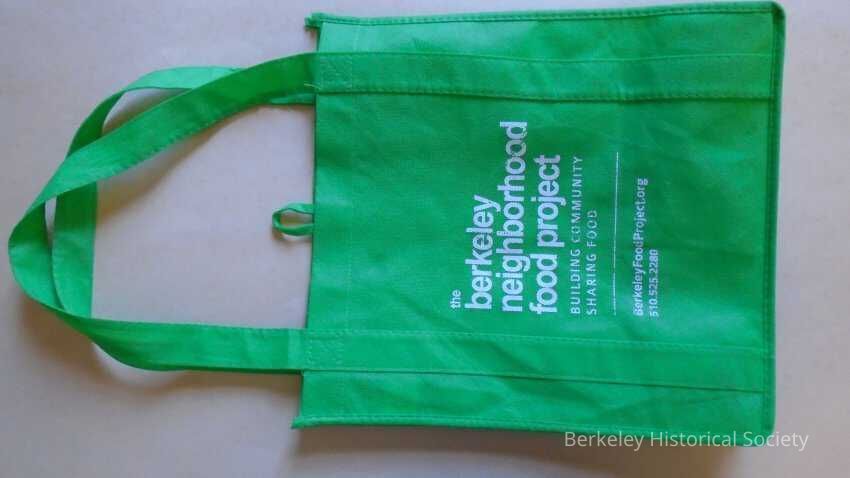 the
berkeley
neighborhood
food project
BUILDING COMMUNITY
SHARING FOOD
BerkeleyFoodProject.org
510.525.2280
Berkeley Historical Society